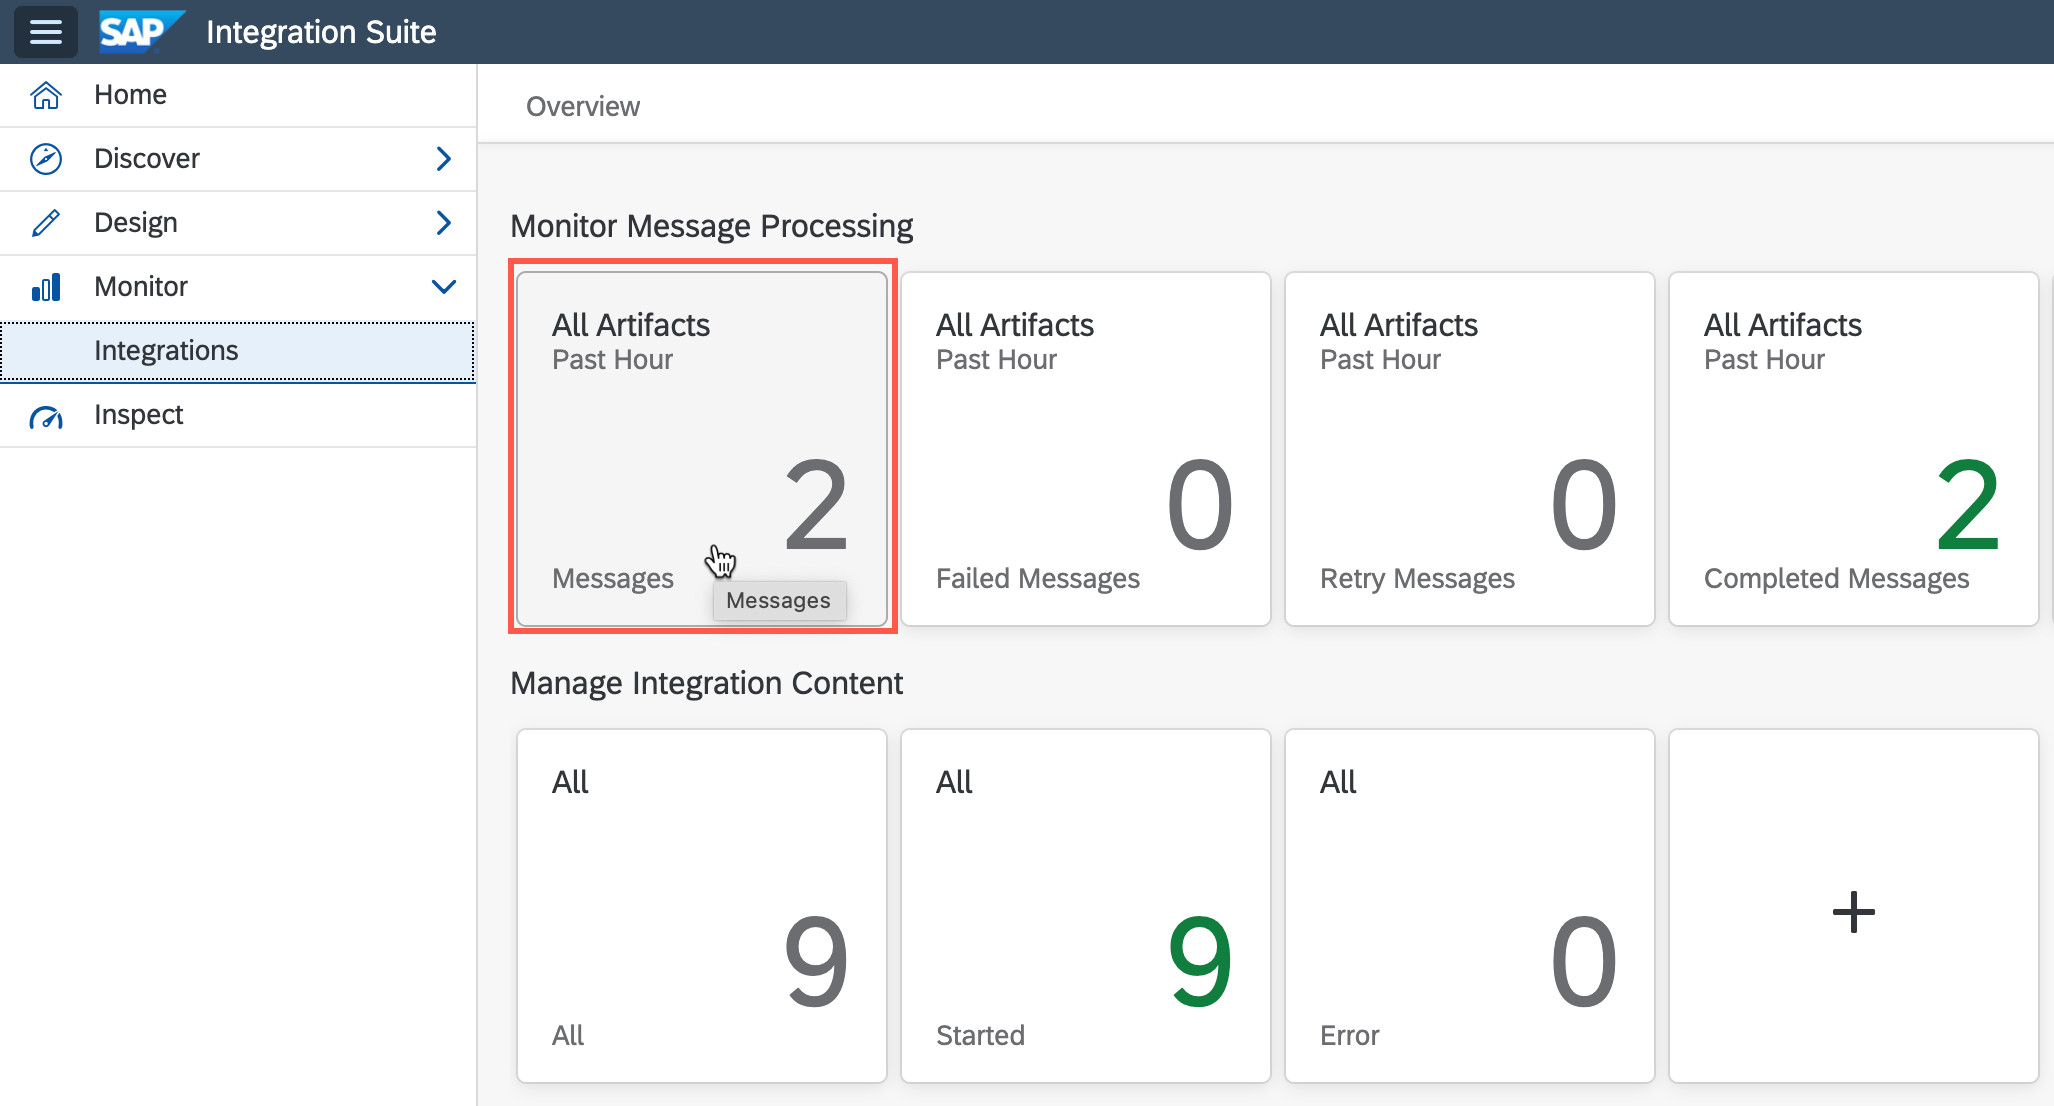 SAP Integration Suite
Home
Discover
Design
Monitor
Integrations
Inspect
Overview
Monitor Message Processing
All Artifacts
Past Hour
2
Messages
Messages
All Artifacts
Past Hour
0
Failed Messages
All Artifacts
Past Hour
0
Retry Messages
All Artifacts
Past Hour
2
Completed Messages
Manage Integration Content
All
9
All
All
9
Started
All
0
Error